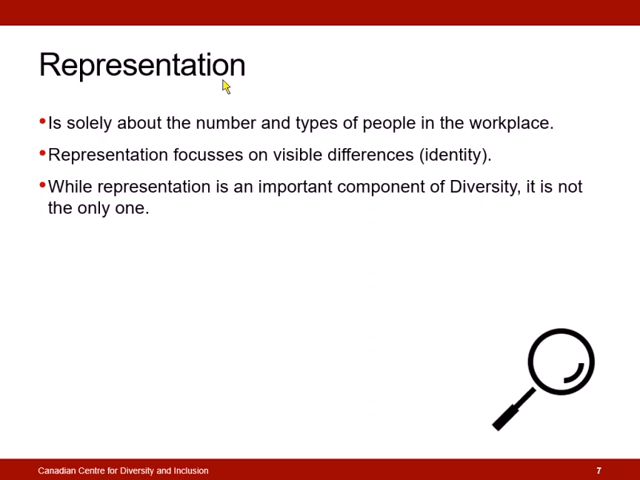 Representation
•Is solely about the number and types of people in the workplace.
•Representation focusses on visible differences (identity).
•While representation is an important component of Diversity, it is not
the only one.
Canadian Centre for Diversity and Inclusion
7